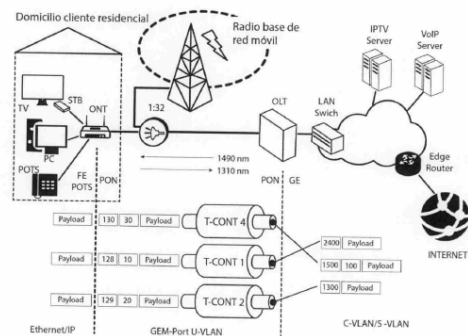 Domicilio cliente residencial
Radio base de
red móvil
IPTV
Server
VoIP
Server
STB
TV
ONT
1:32
OLT
LAN
Swich
PC
POTS
FE
POTS
PON
1490 nm
1310 nm
PON
GE
Edge
Router
INTERNET
Payload
130
30
Payload
T-CONT 4
2400
Payload
Payload
128
10
Payload
T-CONT 1
1500
100
Payload
Payload
129
20
Payload
T-CONT 2
1300
Payload
Ethernet/IP
GEM-Port U-VLAN
C-VLAN/S-VLAN